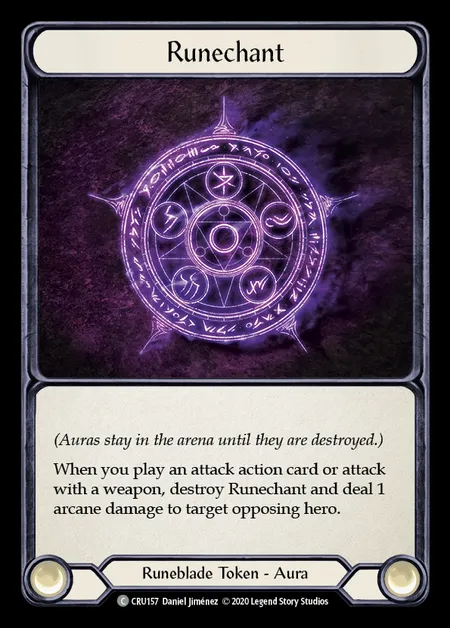 Runechant
(Auras stay in the arena until they are destroyed.)
When you play an attack action card or attack
with a weapon, destroy Runechant and deal 1
arcane damage to target opposing hero.
Runeblade Token - Aura
C CRU157 Daniel Jiménez © 2020 Legend Story Studios